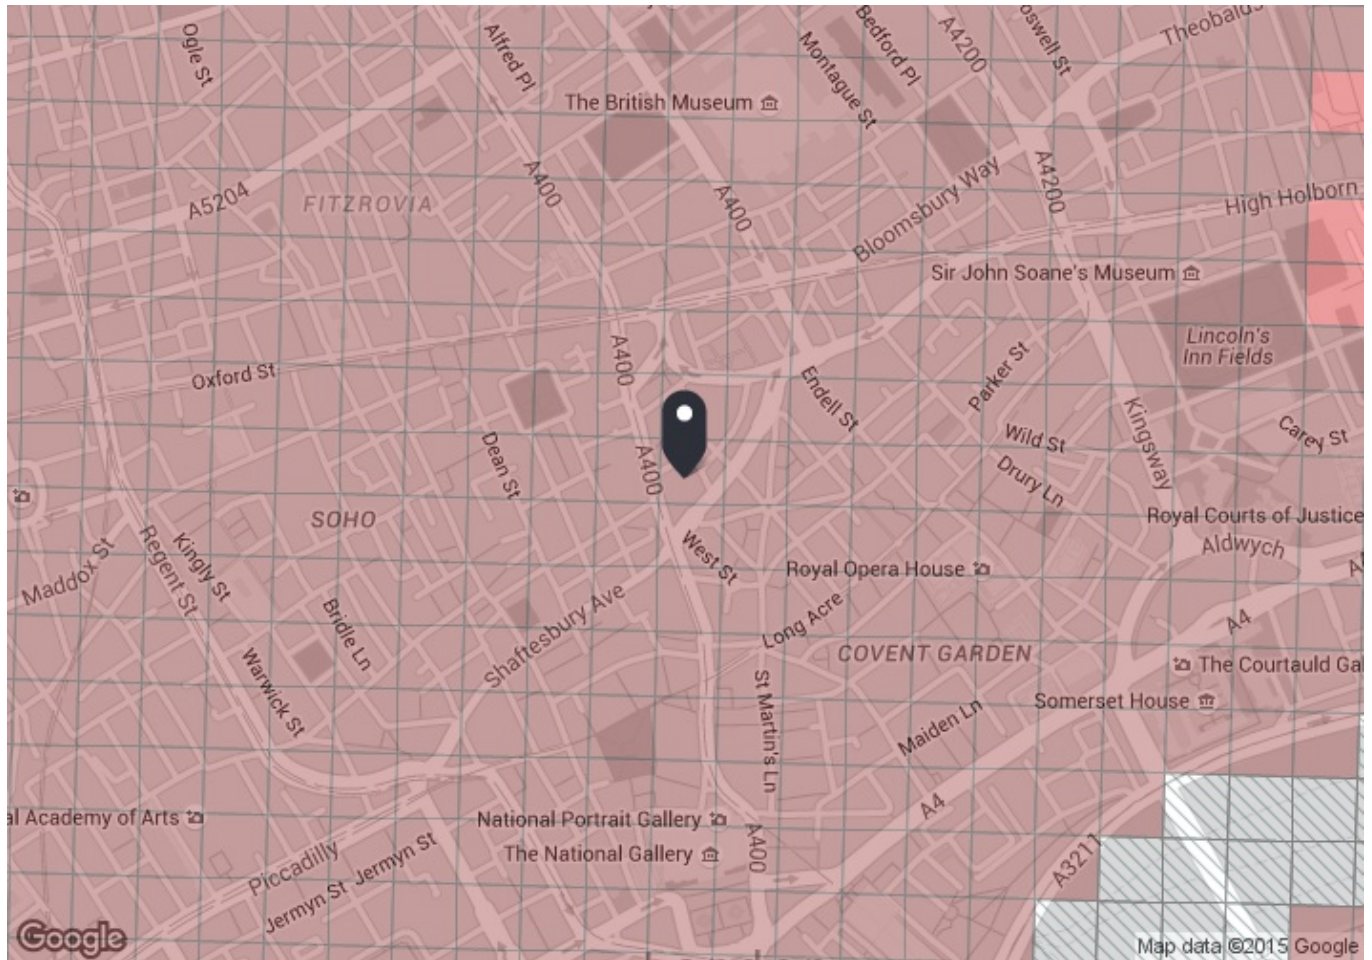 Ogle St
Alfred Pl
Bedford Pl
A4200
oswell St
Theobalds
Montague St
The British Museum
A400
A5204
FITZROVIA
A400
Bloomsbury Way
A4200
High Holborn
Sir John Soane's Museum
Lincoln's
Inn Fields
Oxford St
A400
Endell St
Parker St
Kingsway
Carey St
Dean St
A400
Wild St
Drury Ln
SOHO
Royal Courts of Justice
Aldwych
Maddox St
Regent St
Kingly St
West St
Royal Opera House
Bridle Ln
Shaftesbury Ave
Long Acre
A4
COVENT GARDEN
The Courtauld Gal
Warwick St
St Martin's Ln
Maiden Ln
Somerset House
al Academy of Arts
National Portrait Gallery
A4
The National Gallery
A400
A3211
Piccadilly
Jermyn St
Jermyn St
Google
Map data ©2015 Google